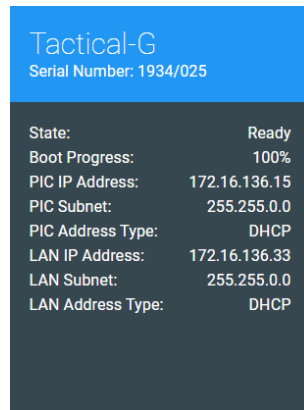 Tactical-G
Serial Number: 1934/025
State: Ready
Boot Progress: 100%
PIC IP Address: 172.16.136.15
PIC Subnet: 255.255.0.0
PIC Address Type: DHCP
LAN IP Address: 172.16.136.33
LAN Subnet: 255.255.0.0
LAN Address Type: DHCP